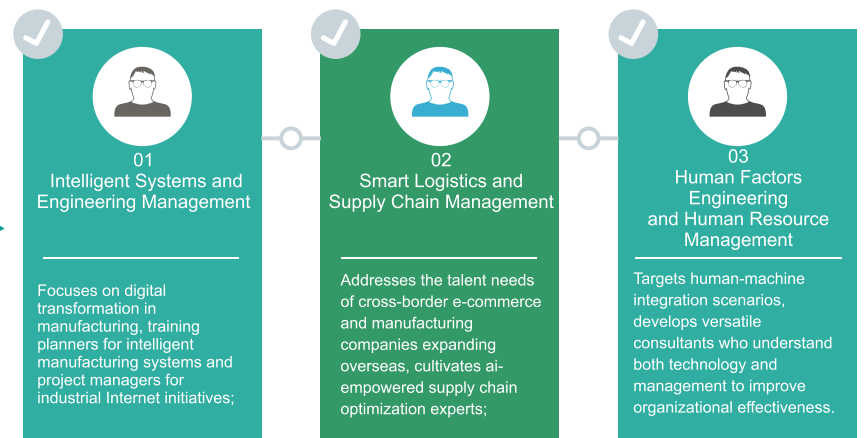 01
Intelligent Systems and
Engineering Management
Focuses on digital
transformation in
manufacturing, training
planners for intelligent
manufacturing systems and
project managers for
industrial Internet initiatives;
02
Smart Logistics and
Supply Chain Management
Addresses the talent needs
of cross-border e-commerce
and manufacturing
companies expanding
overseas, cultivates ai-
empowered supply chain
optimization experts;
03
Human Factors
Engineering
and Human Resource
Management
Targets human-machine
integration scenarios,
develops versatile
consultants who understand
both technology and
management to improve
organizational effectiveness.